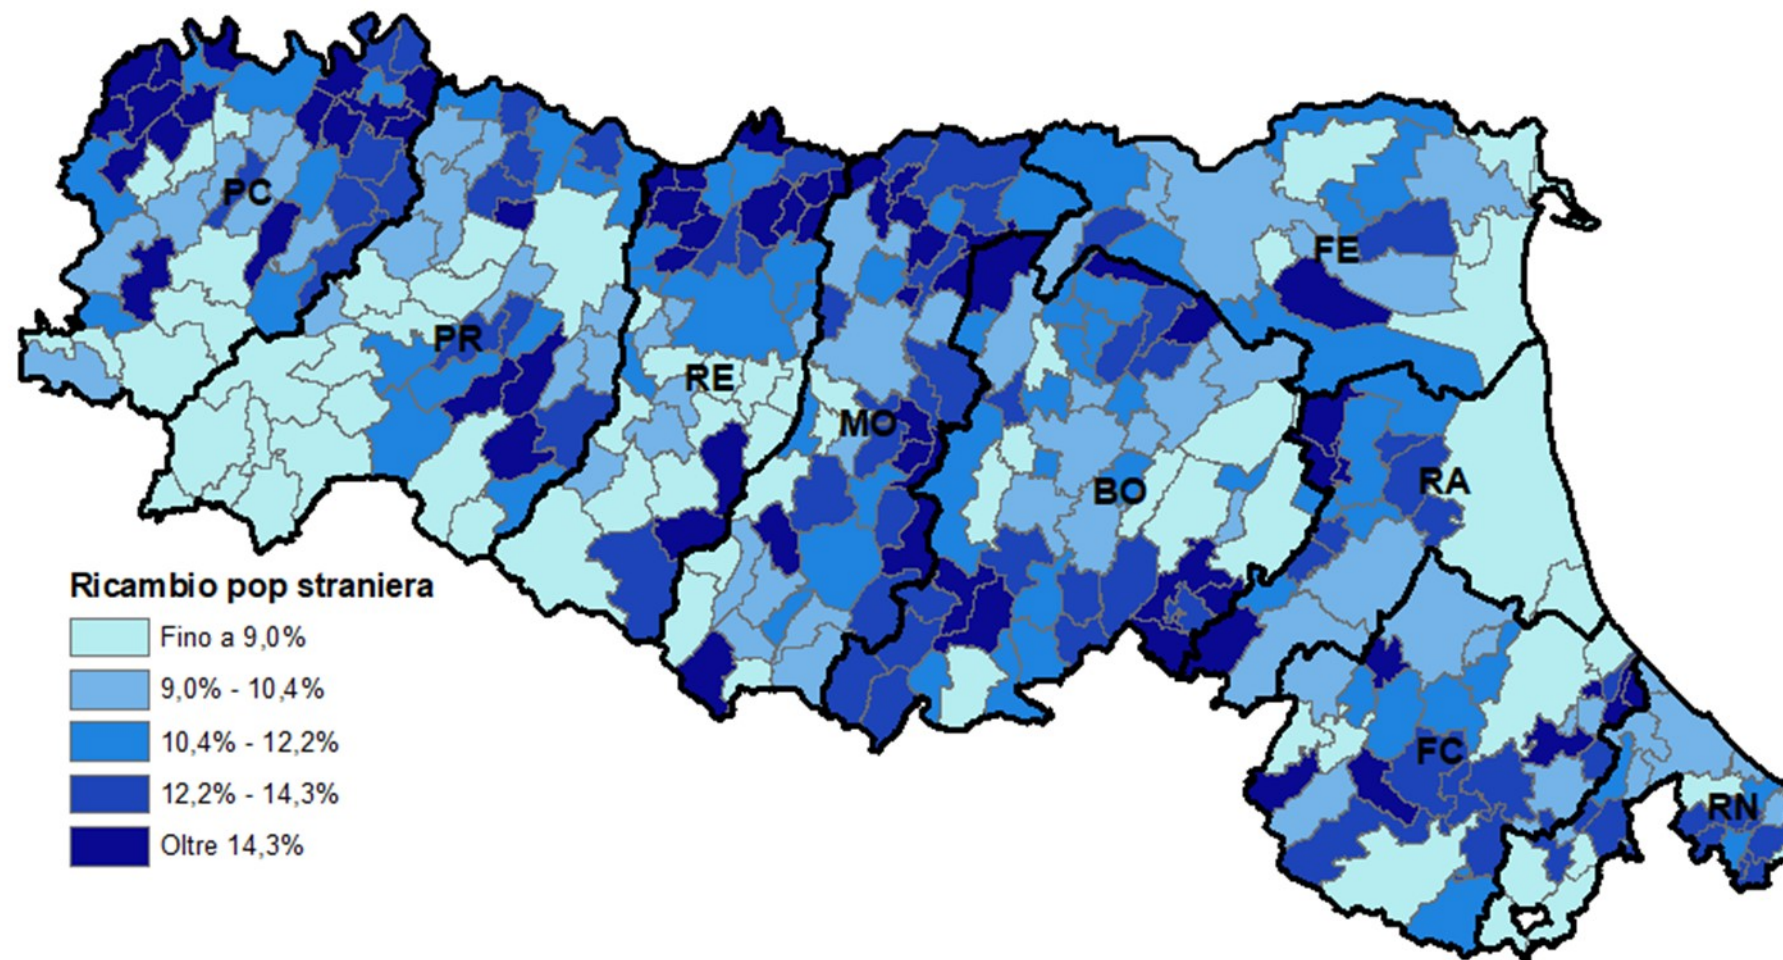 PC
FE
PR
RE
MO
RA
BO
Ricambio pop straniera
Fino a 9,0%
9,0% - 10,4%
10,4% - 12,2%
12,2% - 14,3%
Oltre 14,3%
FC
RN